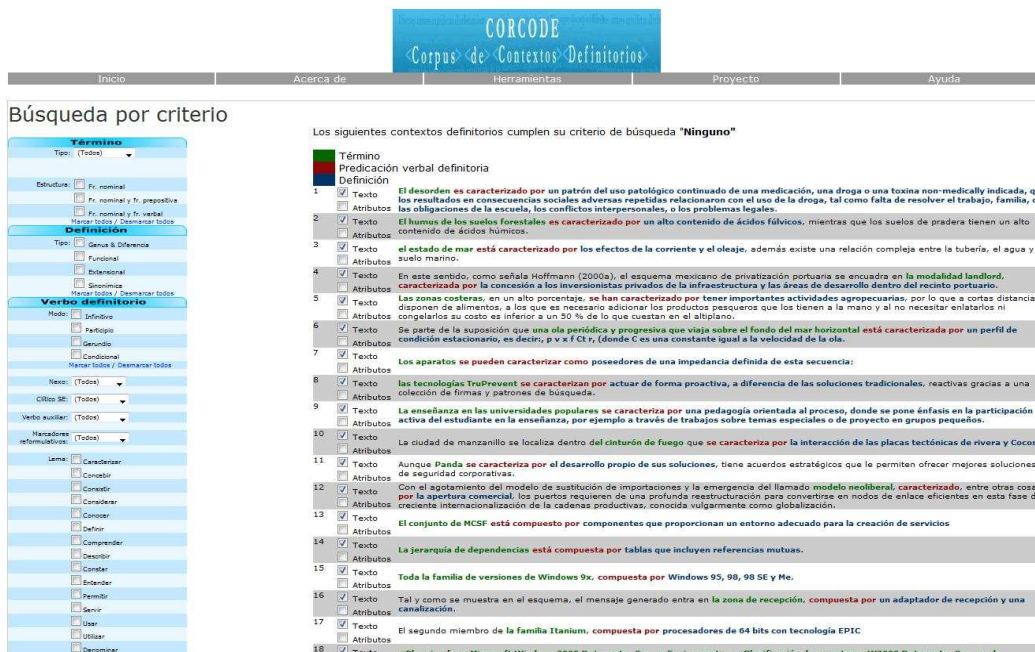 CORCODE
<Corpus> <de> <Contextos> <Definitorios>
Inicio Acerca de Herramientas Proyecto Ayuda
Búsqueda por criterio
Término
Tipo: (Todos)
Estructura: Fr. nominal
Fr. nominal y fr. prepositiva
Fr. nominal y fr. verbal
Marcar todos / Desmarcar todos
Definición
Tipo: Genus & Diferencia
Funcional
Extensional
Sinonímica
Marcar todos / Desmarcar todos
Verbo definitorio
Modo: Infinitivo
Participio
Gerundio
Condicional
Marcar todos / Desmarcar todos
Nexo: (Todos)
Clítico SE: (Todos)
Verbo auxiliar: (Todos)
Marcadores
reformulativos: (Todos)
Lema: Caracterizar
Concebir
Consistir
Considerar
Conocer
Definir
Comprender
Describir
Constar
Entender
Permitir
Servir
Usar
Utilizar
Denominar
Los siguientes contextos definitorios cumplen su criterio de búsqueda "Ninguno"
Término
Predicación verbal definitoria
Definición
1 Texto
Atributos
El desorden es caracterizado por un patrón del uso patológico continuado de una medicación, una droga o una toxina non-medically indicada,
los resultados en consecuencias sociales adversas repetidas relacionaron con el uso de la droga, tal como falta de resolver el trabajo, familia,
las obligaciones de la escuela, los conflictos interpersonales, o los problemas legales.
2 Texto
Atributos
El humus de los suelos forestales es caracterizado por un alto contenido de ácidos fúlvicos, mientras que los suelos de pradera tienen un alto
contenido de ácidos húmicos.
3 Texto
Atributos
el estado de mar está caracterizado por los efectos de la corriente y el oleaje, además existe una relación compleja entre la tubería, el agua y
suelo marino.
4 Texto
Atributos
En este sentido, como señala Hoffmann (2000a), el esquema mexicano de privatización portuaria se encuadra en la modalidad landlord,
caracterizada por la concesión a los inversionistas privados de la infraestructura y las áreas de desarrollo dentro del recinto portuario.
5 Texto
Atributos
Las zonas costeras, en un alto porcentaje, se han caracterizado por tener importantes actividades agropecuarias, por lo que a cortas distancia
disponen de alimentos, a los que es necesario adicionar los productos pesqueros que los tienen a la mano y al no necesitar enlatarlos ni
congelarlos su costo es inferior a un 50 % de lo que cuestan en el altiplano.
6 Texto
Atributos
Se parte de la suposición que una ola periódica y progresiva que viaja sobre el fondo del mar horizontal está caracterizada por un perfil de
condición estacionario, es decir:, p v x f Ct r, (donde C es una constante igual a la velocidad de la ola.
7 Texto
Atributos
Los aparatos se pueden caracterizar como poseedores de una impedancia definida de esta secuencia:
8 Texto
Atributos
las tecnologías TruPrevent se caracterizan por actuar de forma proactiva, a diferencia de las soluciones tradicionales, reactivas gracias a una
colección de firmas y patrones de búsqueda.
9 Texto
Atributos
La enseñanza en las universidades populares se caracteriza por una pedagogía orientada al proceso, donde se pone énfasis en la participación
activa del estudiante en la enseñanza, por ejemplo a través de trabajos sobre temas especiales o de proyecto en grupos pequeños.
10 Texto
Atributos
La ciudad de manzanillo se localiza dentro del cinturón de fuego que se caracteriza por la interacción de las placas tectónicas de rivera y Cocos
11 Texto
Atributos
Aunque Panda se caracteriza por el desarrollo propio de sus soluciones, tiene acuerdos estratégicos que le permiten ofrecer mejores soluciones
de seguridad corporativas.
12 Texto
Atributos
Con el agotamiento del modelo de sustitución de importaciones y la emergencia del llamado modelo neoliberal, caracterizado, entre otras cosa
por la apertura comercial, los puertos requieren de una profunda reestructuración para convertirse en nodos de enlace eficientes en esta fase
creciente internacionalización de la cadenas productivas, conocida vulgarmente como globalización.
13 Texto
Atributos
El conjunto de MCSF está compuesto por componentes que proporcionan un entorno adecuado para la creación de servicios
14 Texto
Atributos
La jerarquía de dependencias está compuesta por tablas que incluyen referencias mutuas.
15 Texto
Atributos
Toda la familia de versiones de Windows 9x, compuesta por Windows 95, 98, 98 SE y Me.
16 Texto
Atributos
Tal y como se muestra en el esquema, el mensaje generado entra en la zona de recepción, compuesta por un adaptador de recepción y una
canalización.
17 Texto
Atributos
El segundo miembro de la familia Itanium, compuesta por procesadores de 64 bits con tecnología EPIC
18 Texto